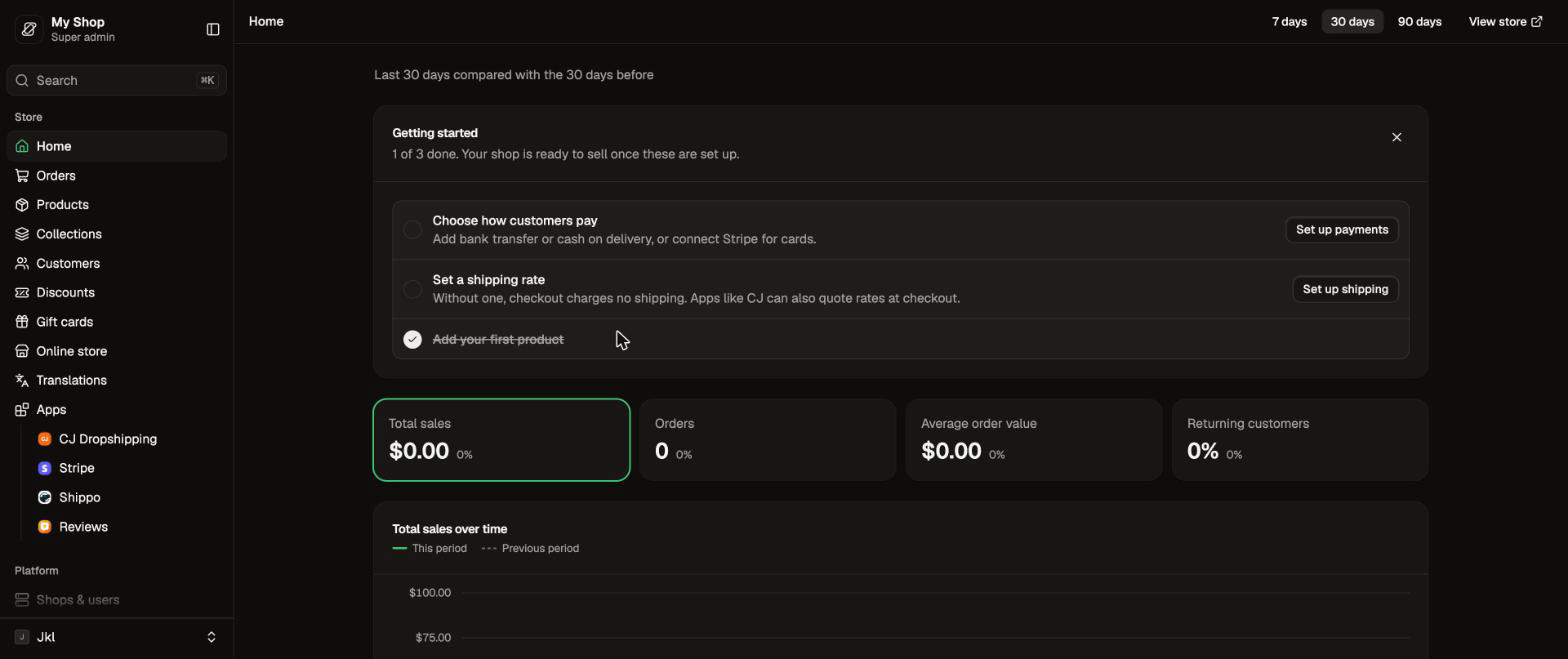 My Shop
Super admin
Search
⌘K
Store
Home
Orders
Products
Collections
Customers
Discounts
Gift cards
Online store
Translations
Apps
CJ Dropshipping
Stripe
Shippo
Reviews
Platform
Shops & users
J
Jkl
Home
7 days
30 days
90 days
View store
Last 30 days compared with the 30 days before
Getting started
1 of 3 done. Your shop is ready to sell once these are set up.
Choose how customers pay
Add bank transfer or cash on delivery, or connect Stripe for cards.
Set up payments
Set a shipping rate
Without one, checkout charges no shipping. Apps like CJ can also quote rates at checkout.
Set up shipping
Add your first product
Total sales
$0.00 0%
Orders
0 0%
Average order value
$0.00 0%
Returning customers
0% 0%
Total sales over time
This period
Previous period
$100.00
$75.00